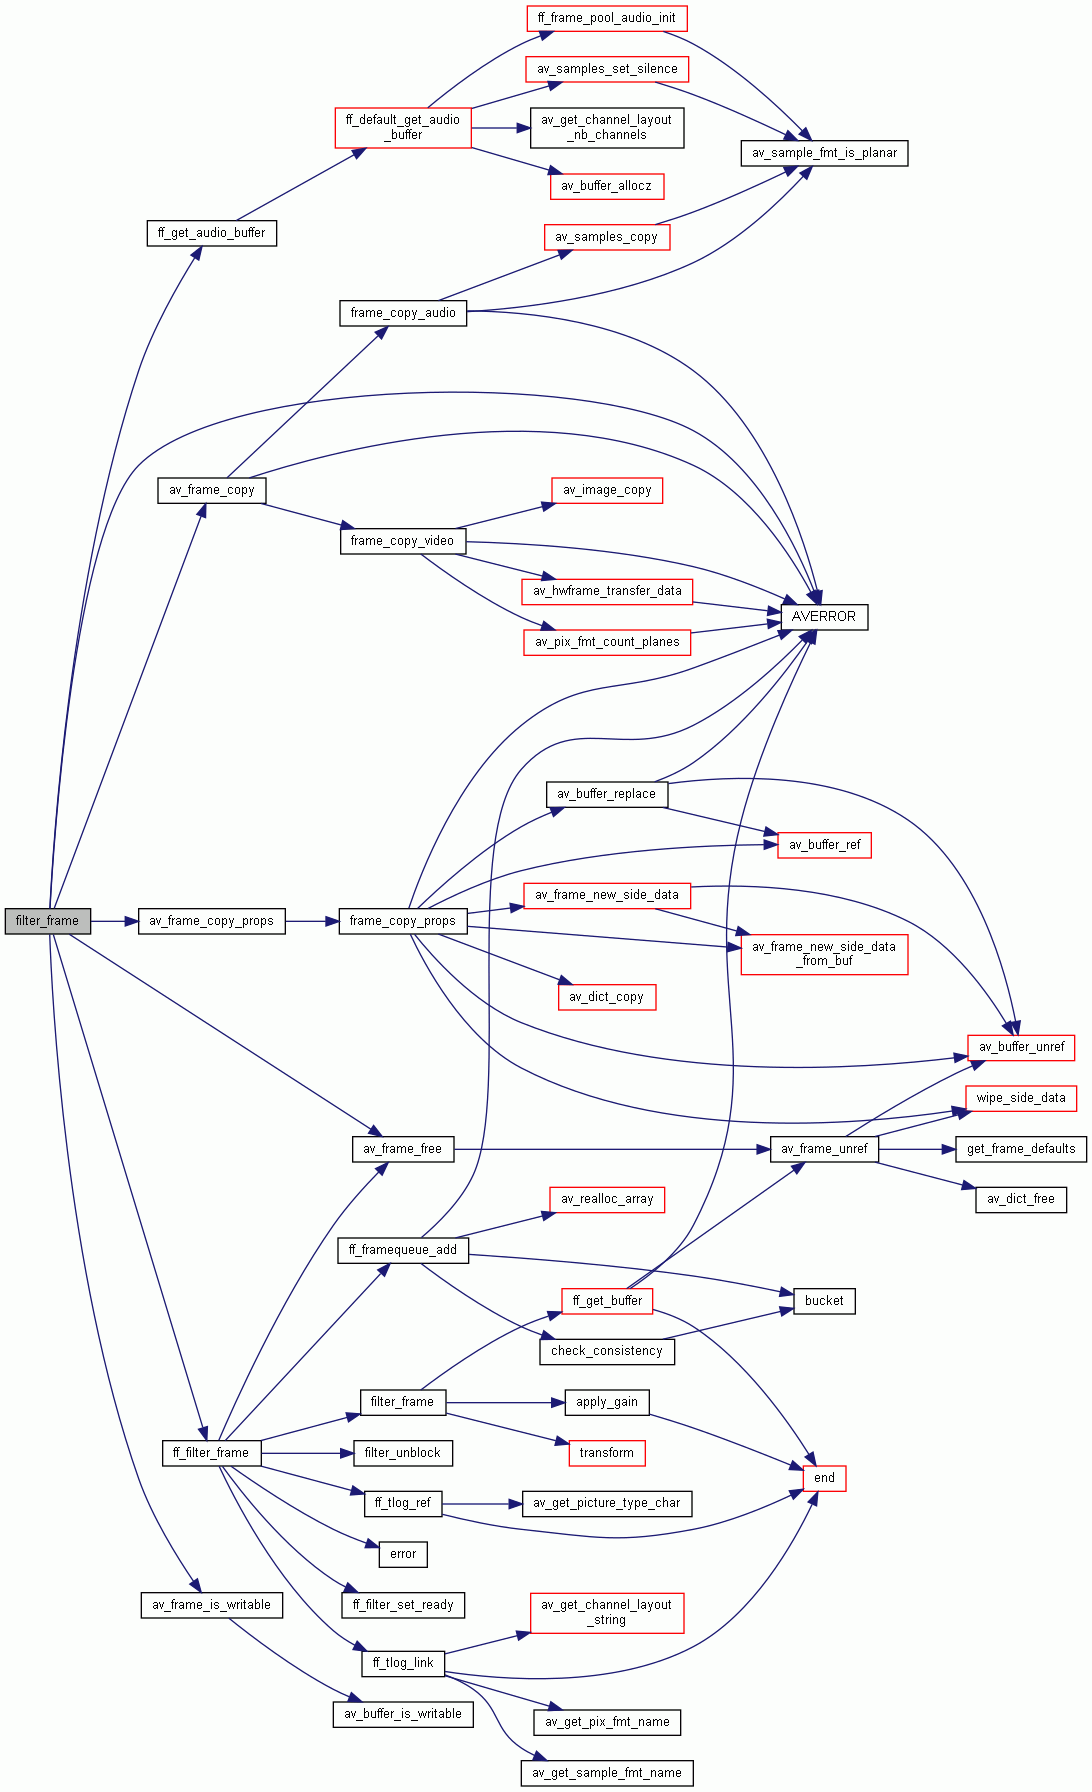 ff_frame_pool_audio_init
av_samples_set_silence
ff_default_get_audio
_buffer
av_get_channel_layout
_nb_channels
av_sample_fmt_is_planar
av_buffer_allocz
ff_get_audio_buffer
av_samples_copy
frame_copy_audio
av_frame_copy
av_image_copy
frame_copy_video
av_hwframe_transfer_data
AVERROR
av_pix_fmt_count_planes
av_buffer_replace
av_buffer_ref
av_frame_new_side_data
filter_frame
av_frame_copy_props
frame_copy_props
av_frame_new_side_data
_from_buf
av_dict_copy
av_buffer_unref
wipe_side_data
av_frame_free
av_frame_unref
get_frame_defaults
av_realloc_array
av_dict_free
ff_framequeue_add
ff_get_buffer
bucket
check_consistency
filter_frame
apply_gain
ff_filter_frame
filter_unblock
transform
end
ff_tlog_ref
av_get_picture_type_char
error
av_frame_is_writable
ff_filter_set_ready
av_get_channel_layout
_string
ff_tlog_link
av_buffer_is_writable
av_get_pix_fmt_name
av_get_sample_fmt_name